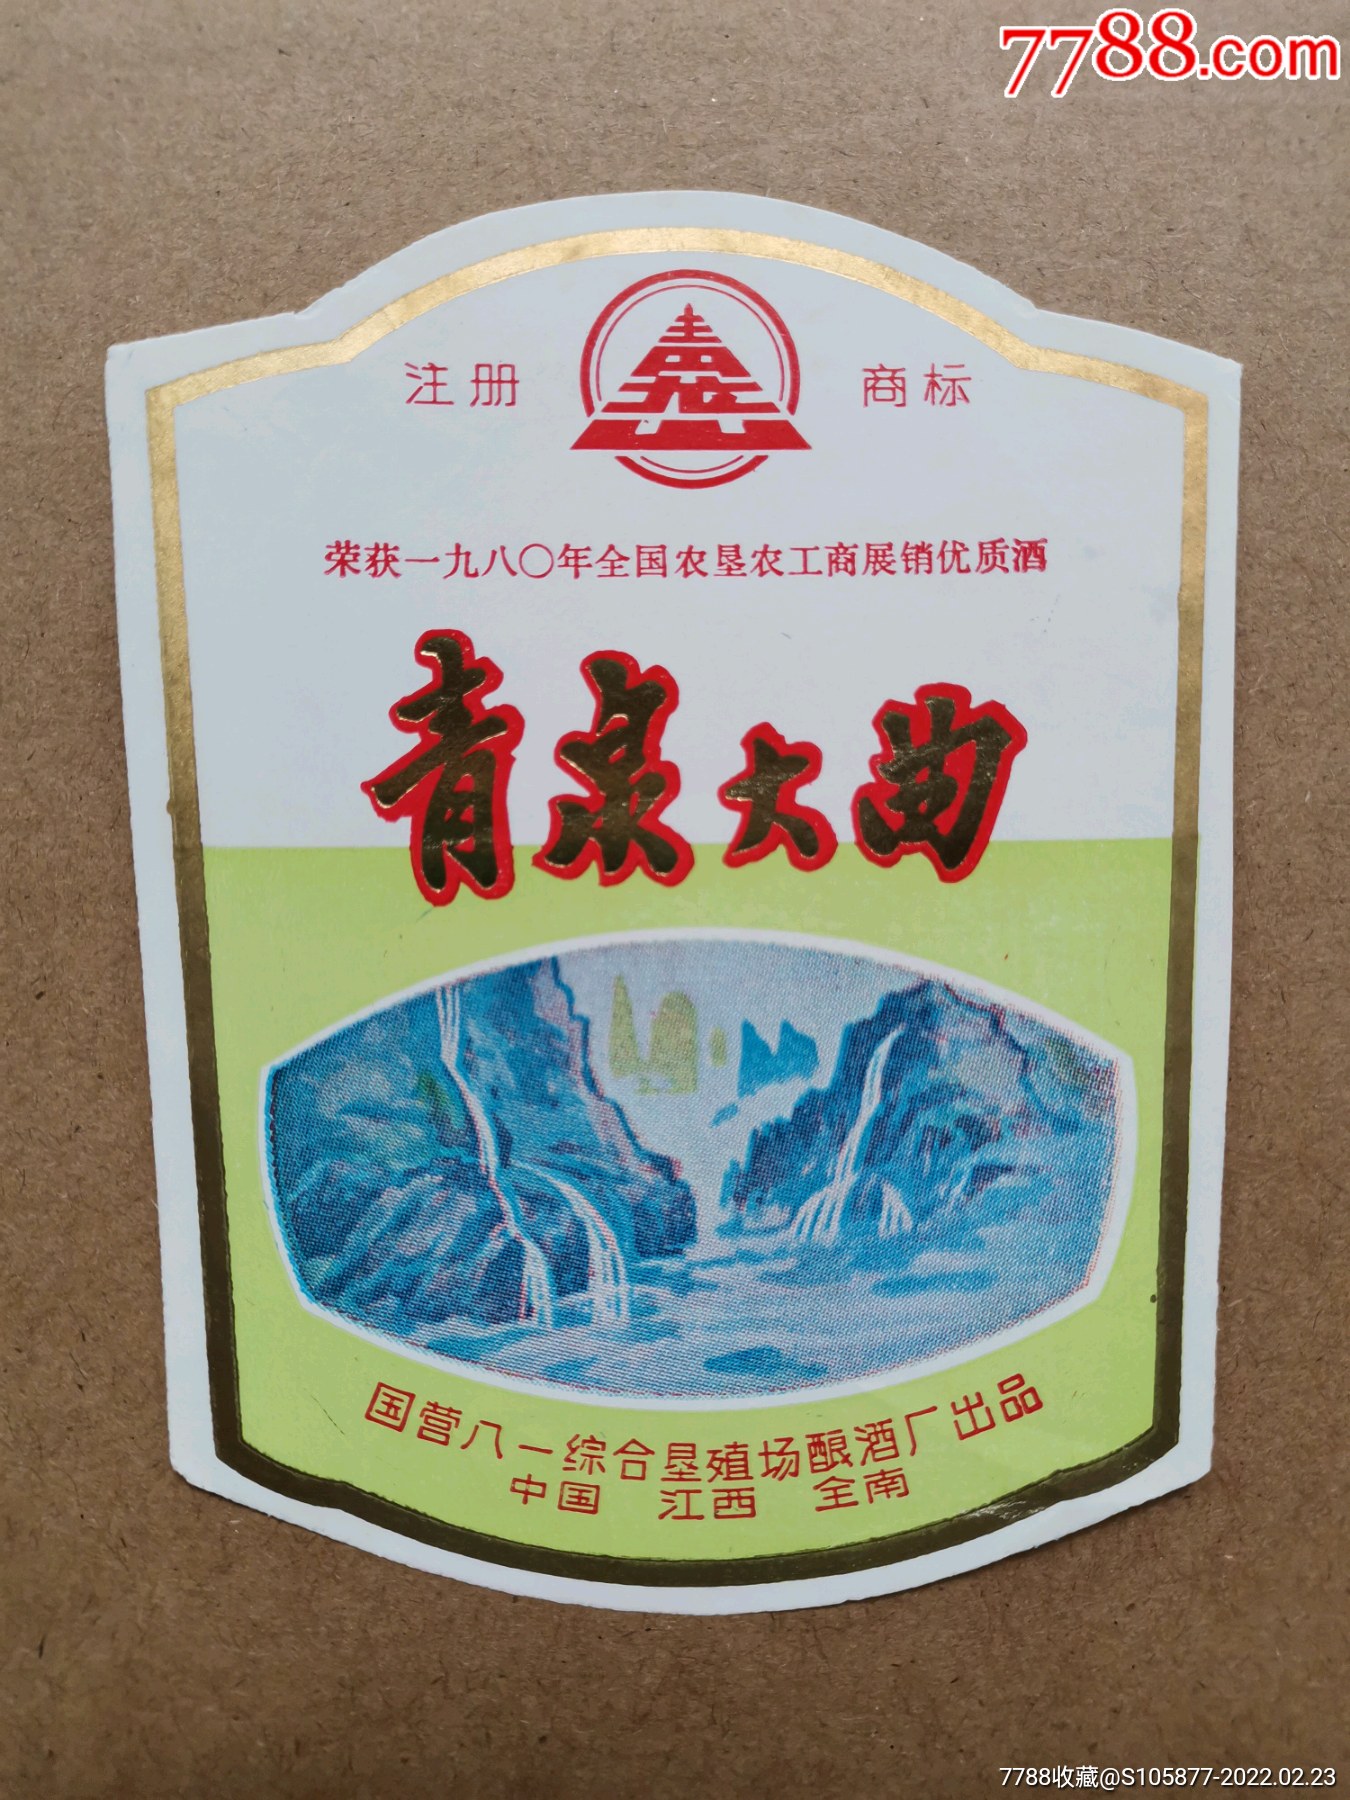 7788.com
注册 商标
荣获一九八〇年全国农垦农工商展销优质酒
青泉大曲
国营八一综合垦殖场酿酒厂出品
中国 江西 全南
7788收藏@S105877-2022.02.23